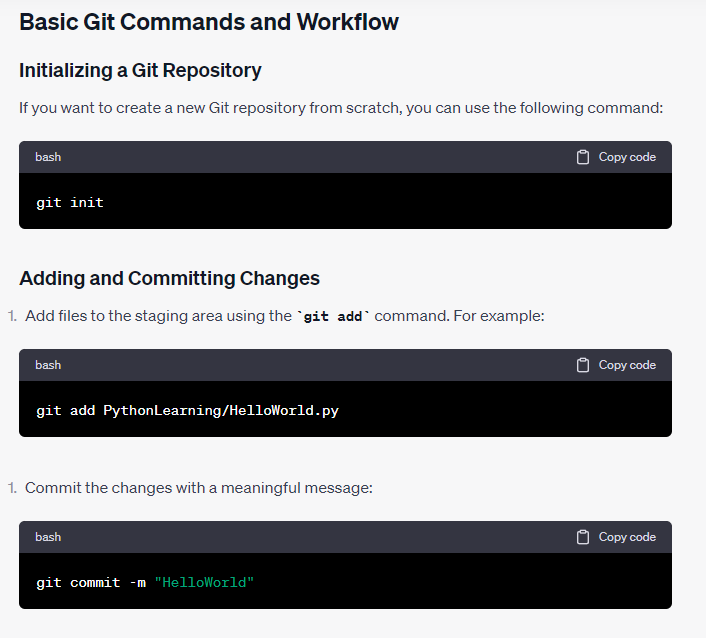 Basic Git Commands and Workflow
Initializing a Git Repository
If you want to create a new Git repository from scratch, you can use the following command:
bash Copy code
git init
Adding and Committing Changes
1. Add files to the staging area using the `git add` command. For example:
bash Copy code
git add PythonLearning/HelloWorld.py
1. Commit the changes with a meaningful message:
bash Copy code
git commit -m "HelloWorld"